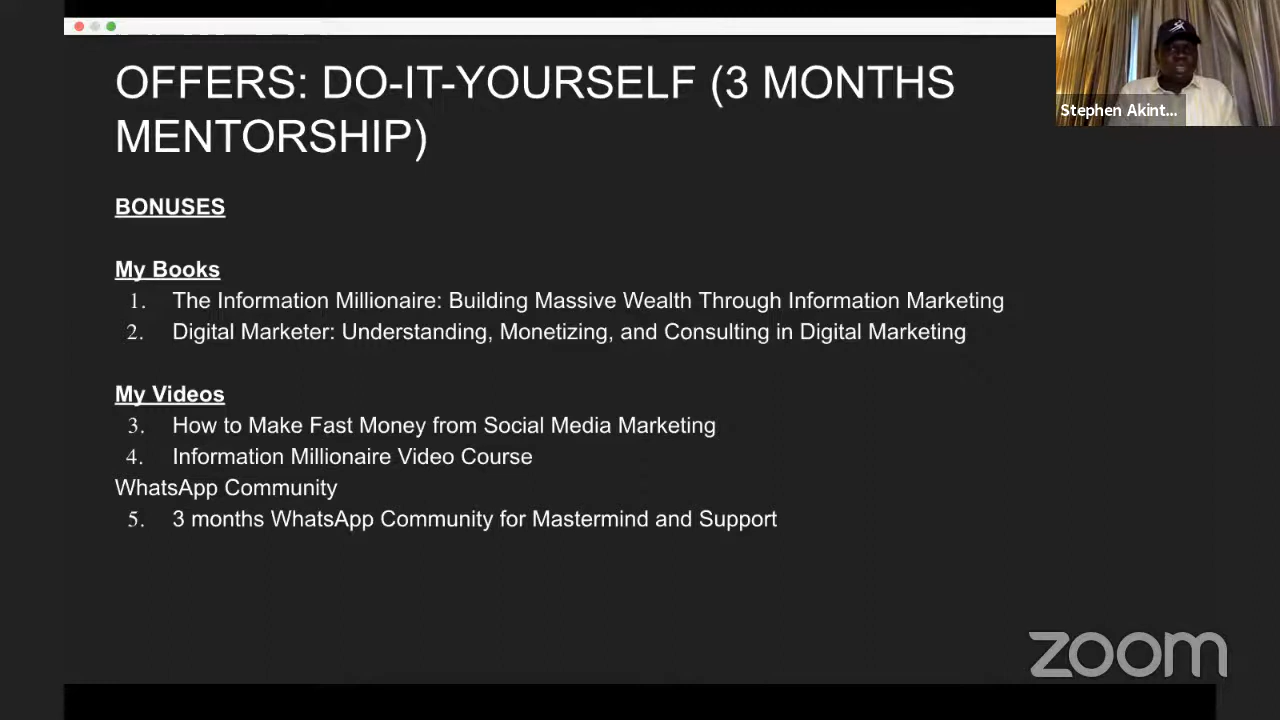 OFFERS: DO-IT-YOURSELF (3 MONTHS
MENTORSHIP)
BONUSES
My Books
1. The Information Millionaire: Building Massive Wealth Through Information Marketing
2. Digital Marketer: Understanding, Monetizing, and Consulting in Digital Marketing
My Videos
3. How to Make Fast Money from Social Media Marketing
4. Information Millionaire Video Course
WhatsApp Community
5. 3 months WhatsApp Community for Mastermind and Support
Stephen Akint...
zoom